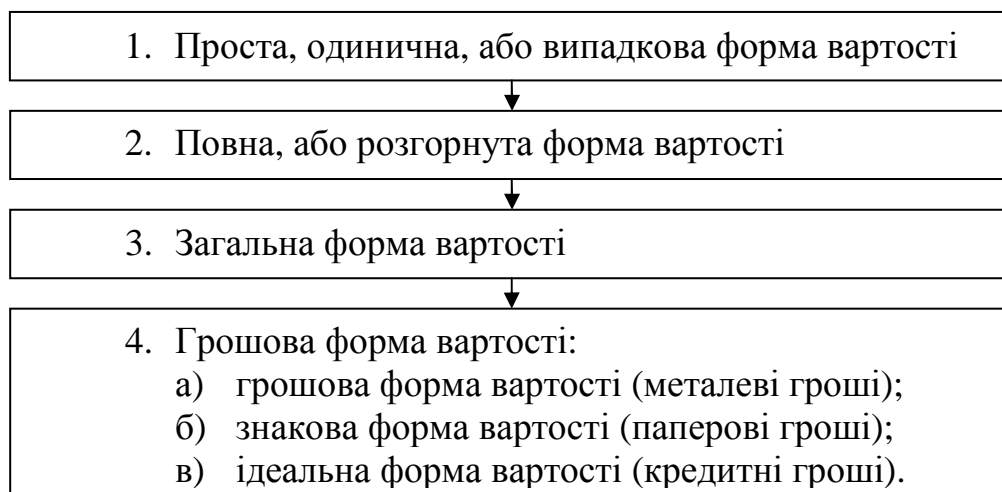 1. Проста, одинична, або випадкова форма вартості
2. Повна, або розгорнута форма вартості
3. Загальна форма вартості
4. Грошова форма вартості:
а) грошова форма вартості (металеві гроші);
б) знакова форма вартості (паперові гроші);
в) ідеальна форма вартості (кредитні гроші).